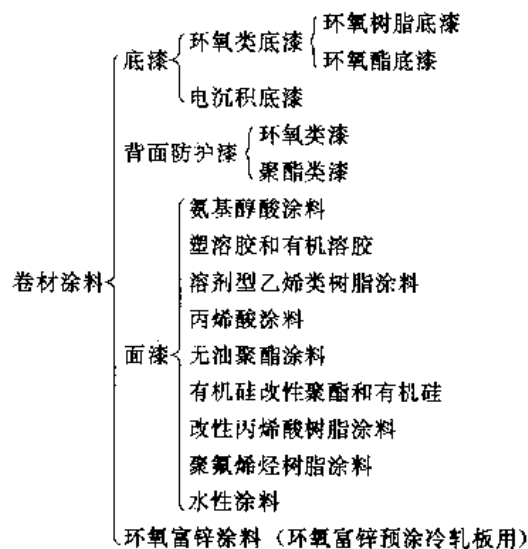 环氧树脂底漆
环氧类底漆
环氧酯底漆
底漆
电沉积底漆
环氧类漆
背面防护漆
聚酯类漆
氨基醇酸涂料
塑溶胶和有机溶胶
卷材涂料
溶剂型乙烯类树脂涂料
丙烯酸涂料
面漆
无油聚酯涂料
有机硅改性聚酯和有机硅
改性丙烯酸树脂涂料
聚氟烯烃树脂涂料
水性涂料
环氧富锌涂料（环氧富锌预涂冷轧板用）